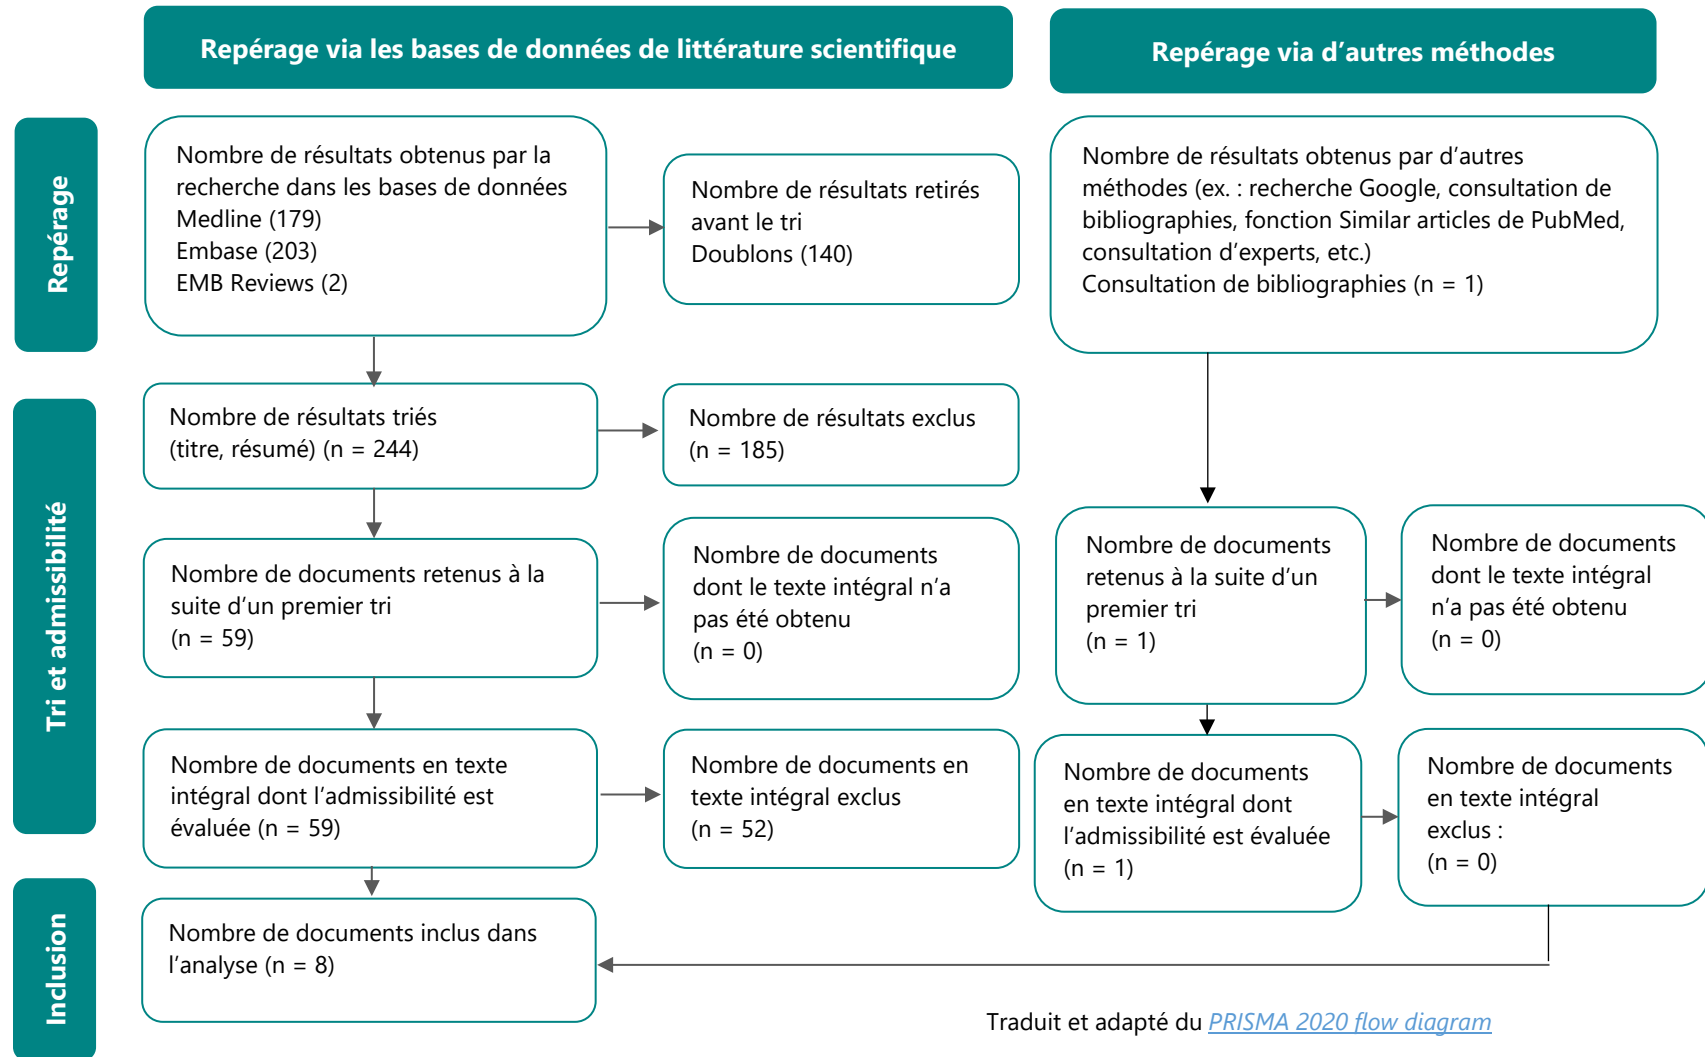 Repérage via les bases de données de littérature scientifique
Repérage via d'autres méthodes
Repérage
Nombre de résultats obtenus par la
recherche dans les bases de données
Medline (179)
Embase (203)
EMB Reviews (2)
Nombre de résultats retirés
avant le tri
Doublons (140)
Nombre de résultats obtenus par d'autres
méthodes (ex. : recherche Google, consultation de
bibliographies, fonction Similar articles de PubMed,
consultation d'experts, etc.)
Consultation de bibliographies (n = 1)
Tri et admissibilité
Nombre de résultats triés
(titre, résumé) (n = 244)
Nombre de résultats exclus
(n = 185)
Nombre de documents retenus à la
suite d'un premier tri
(n = 59)
Nombre de documents
dont le texte intégral n'a
pas été obtenu
(n = 0)
Nombre de documents
retenus à la suite d'un
premier tri
(n = 1)
Nombre de documents
dont le texte intégral
n'a pas été obtenu
(n = 0)
Nombre de documents en texte
intégral dont l'admissibilité est
évaluée (n = 59)
Nombre de documents en
texte intégral exclus
(n = 52)
Nombre de documents
en texte intégral dont
l'admissibilité est évaluée
(n = 1)
Nombre de documents
en texte intégral
exclus :
(n = 0)
Inclusion
Nombre de documents inclus dans
l'analyse (n = 8)
Traduit et adapté du PRISMA 2020 flow diagram